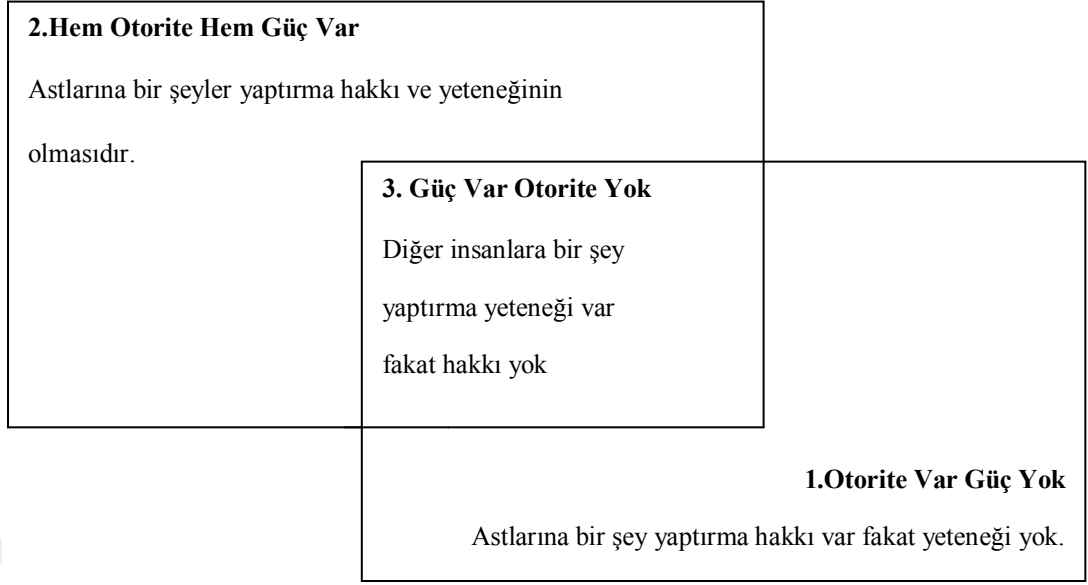 2.Hem Otorite Hem Güç Var
Astlarına bir şeyler yaptırma hakkı ve yeteneğinin
olmasıdır.
3. Güç Var Otorite Yok
Diğer insanlara bir şey
yaptırma yeteneği var
fakat hakkı yok
1.Otorite Var Güç Yok
Astlarına bir şey yaptırma hakkı var fakat yeteneği yok.